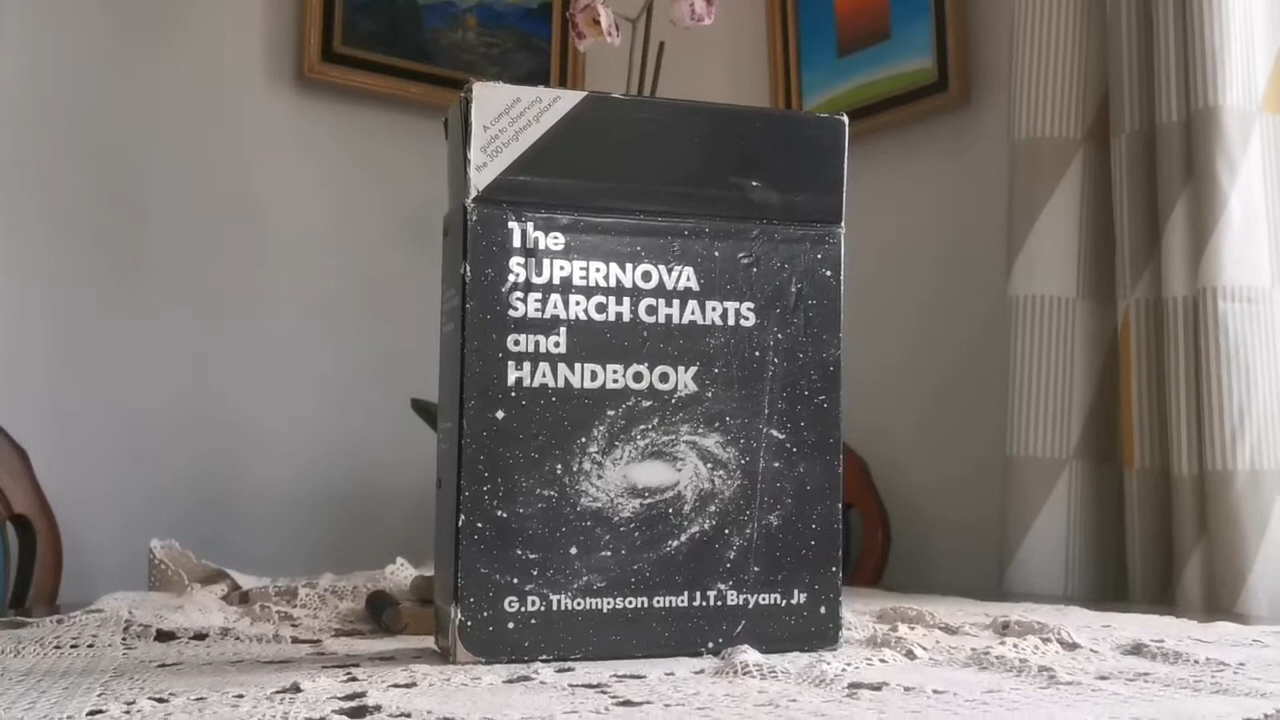 A complete
guide to observing
the 300 brightest galaxies
The
SUPERNOVA
SEARCH CHARTS
and
HANDBOOK
G.D. Thompson and J.T. Bryan, Jr